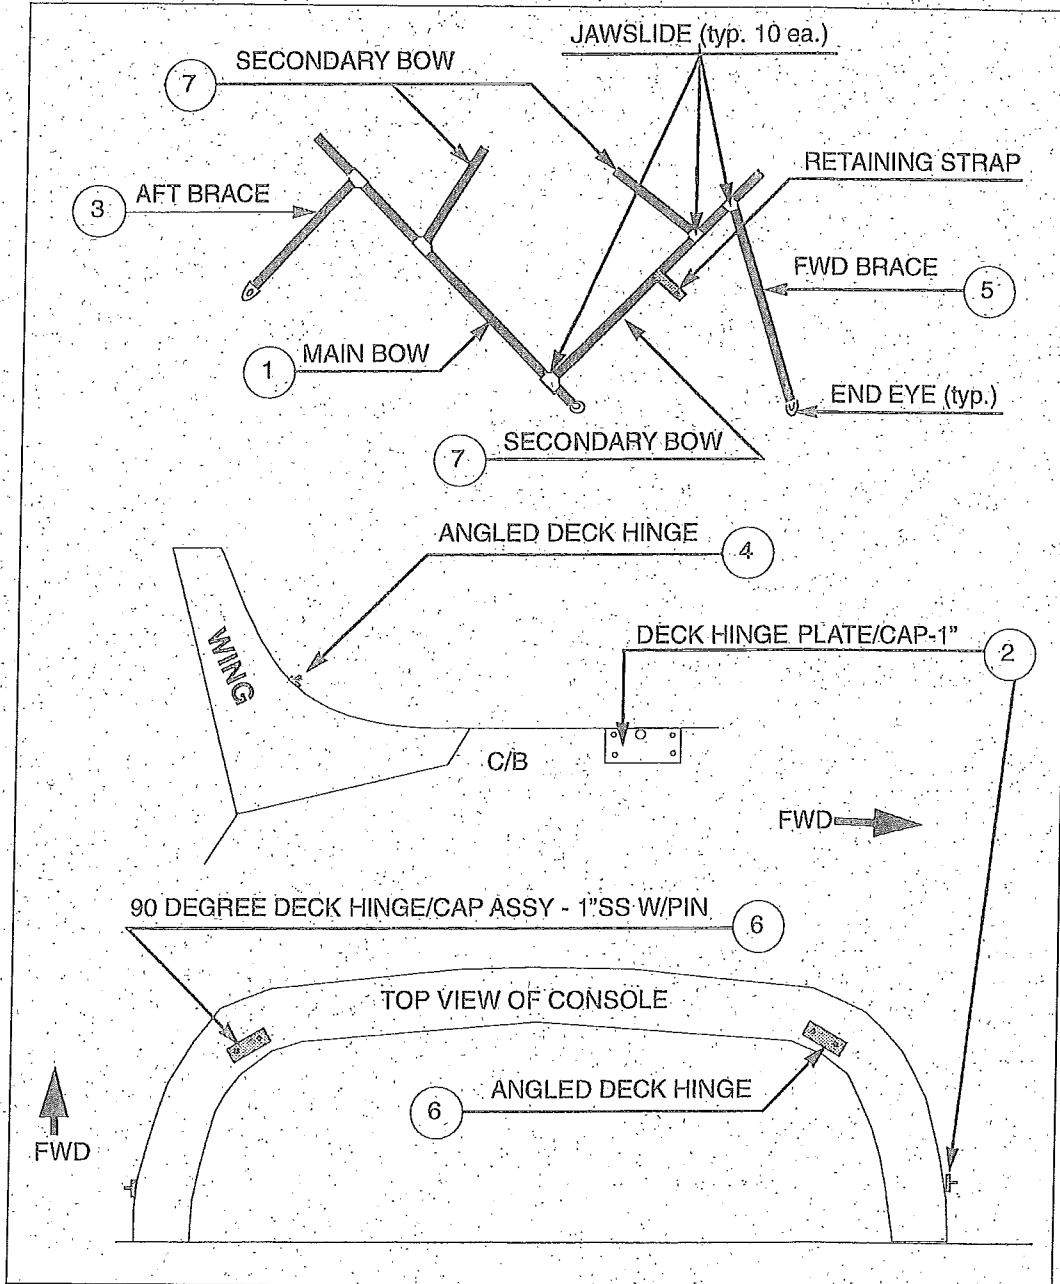 JAWSLIDE (typ. 10 ea.)
SECONDARY BOW
7
RETAINING STRAP
AFT BRACE
3
FWD BRACE
5
MAIN BOW
1
END EYE (typ.)
SECONDARY BOW
7
ANGLED DECK HINGE
4
WING
DECK HINGE PLATE/CAP-1”
2
C/B
FWD
90 DEGREE DECK HINGE/CAP ASSY - 1”SS W/PIN
6
TOP VIEW OF CONSOLE
ANGLED DECK HINGE
6
FWD